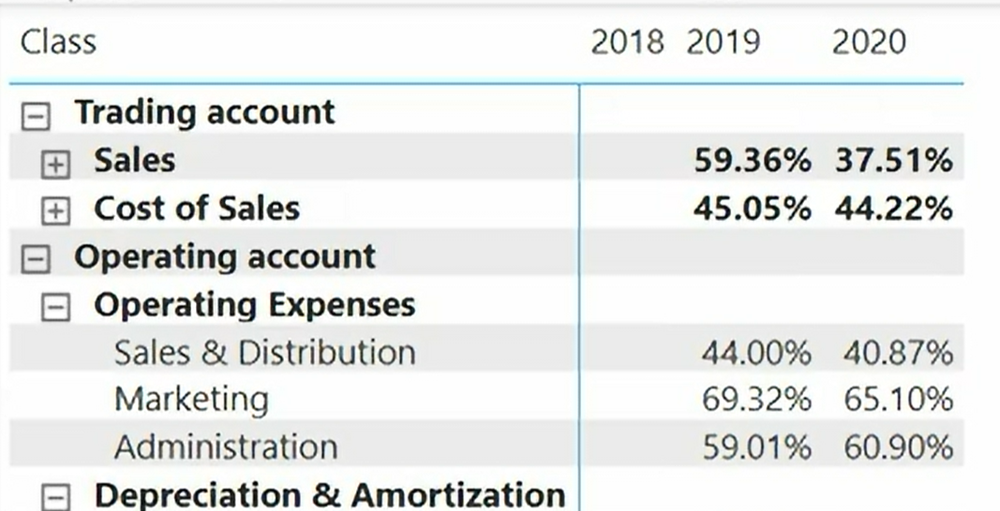 Class 2018 2019 2020
Trading account
Sales 59.36% 37.51%
Cost of Sales 45.05% 44.22%
Operating account
Operating Expenses
Sales & Distribution 44.00% 40.87%
Marketing 69.32% 65.10%
Administration 59.01% 60.90%
Depreciation & Amortization